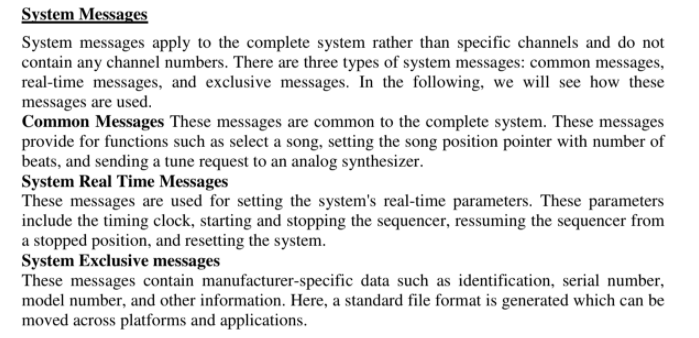 System Messages
System messages apply to the complete system rather than specific channels and do not
contain any channel numbers. There are three types of system messages: common messages,
real-time messages, and exclusive messages. In the following, we will see how these
messages are used.
Common Messages These messages are common to the complete system. These messages
provide for functions such as select a song, setting the song position pointer with number of
beats, and sending a tune request to an analog synthesizer.
System Real Time Messages
These messages are used for setting the system's real-time parameters. These parameters
include the timing clock, starting and stopping the sequencer, ressuming the sequencer from
a stopped position, and resetting the system.
System Exclusive messages
These messages contain manufacturer-specific data such as identification, serial number,
model number, and other information. Here, a standard file format is generated which can be
moved across platforms and applications.